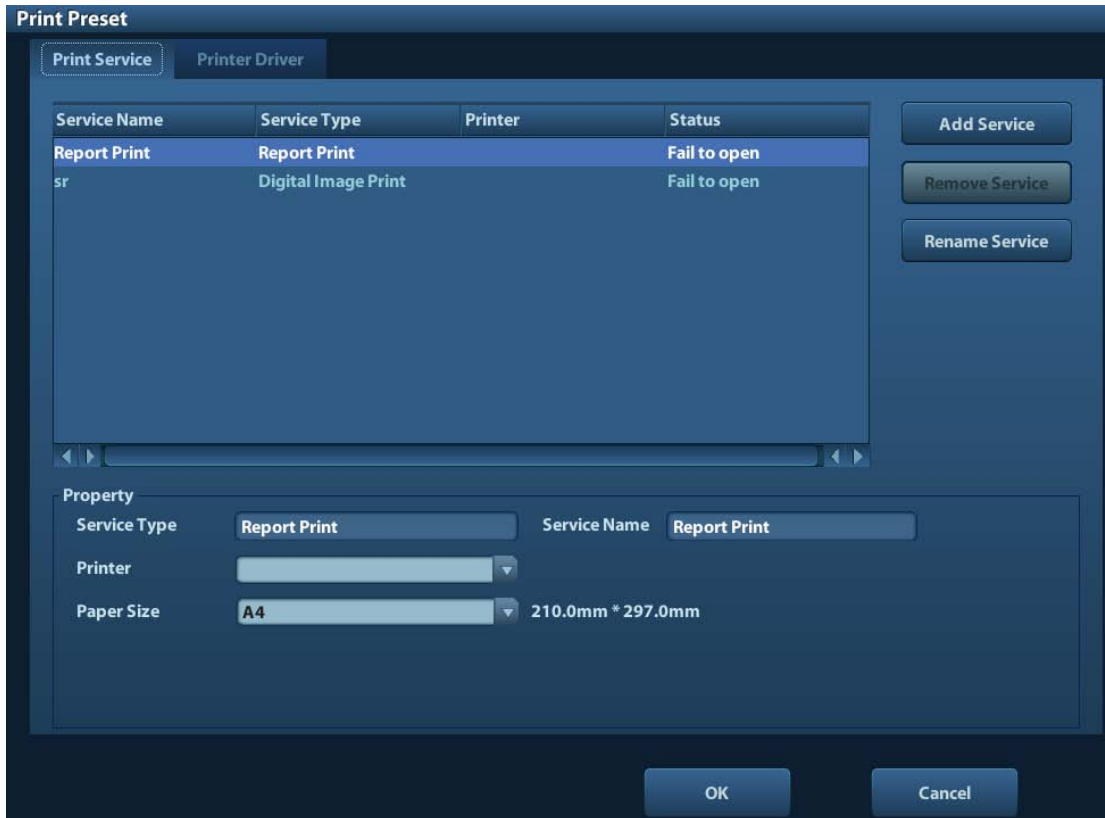 Print Preset
Print Service Printer Driver
Service Name Service Type Printer Status
Report Print Report Print Fail to open
sr Digital Image Print Fail to open
Add Service
Remove Service
Rename Service
Property
Service Type Report Print Service Name Report Print
Printer
Paper Size A4 210.0mm * 297.0mm
OK Cancel